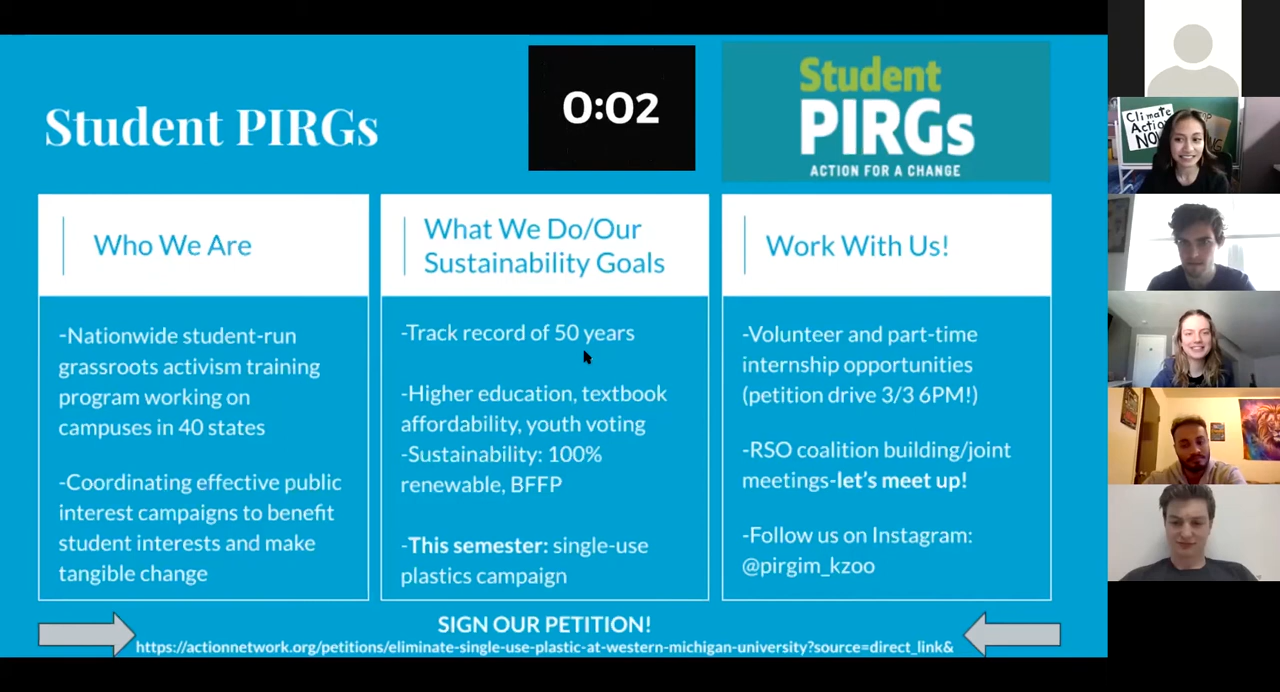 Student PIRGs
0:02
Student
PIRGs
ACTION FOR A CHANGE
Who We Are
-Nationwide student-run
grassroots activism training
program working on
campuses in 40 states
-Coordinating effective public
interest campaigns to benefit
student interests and make
tangible change
What We Do/Our
Sustainability Goals
-Track record of 50 years
-Higher education, textbook
affordability, youth voting
-Sustainability: 100%
renewable, BFFP
-This semester: single-use
plastics campaign
Work With Us!
-Volunteer and part-time
internship opportunities
(petition drive 3/3 6PM!)
-RSO coalition building/joint
meetings-let's meet up!
-Follow us on Instagram:
@pirgim_kzoo
SIGN OUR PETITION!
https://actionnetwork.org/petitions/eliminate-single-use-plastic-at-western-michigan-university?source=direct_link&
Climate
Action
NOW